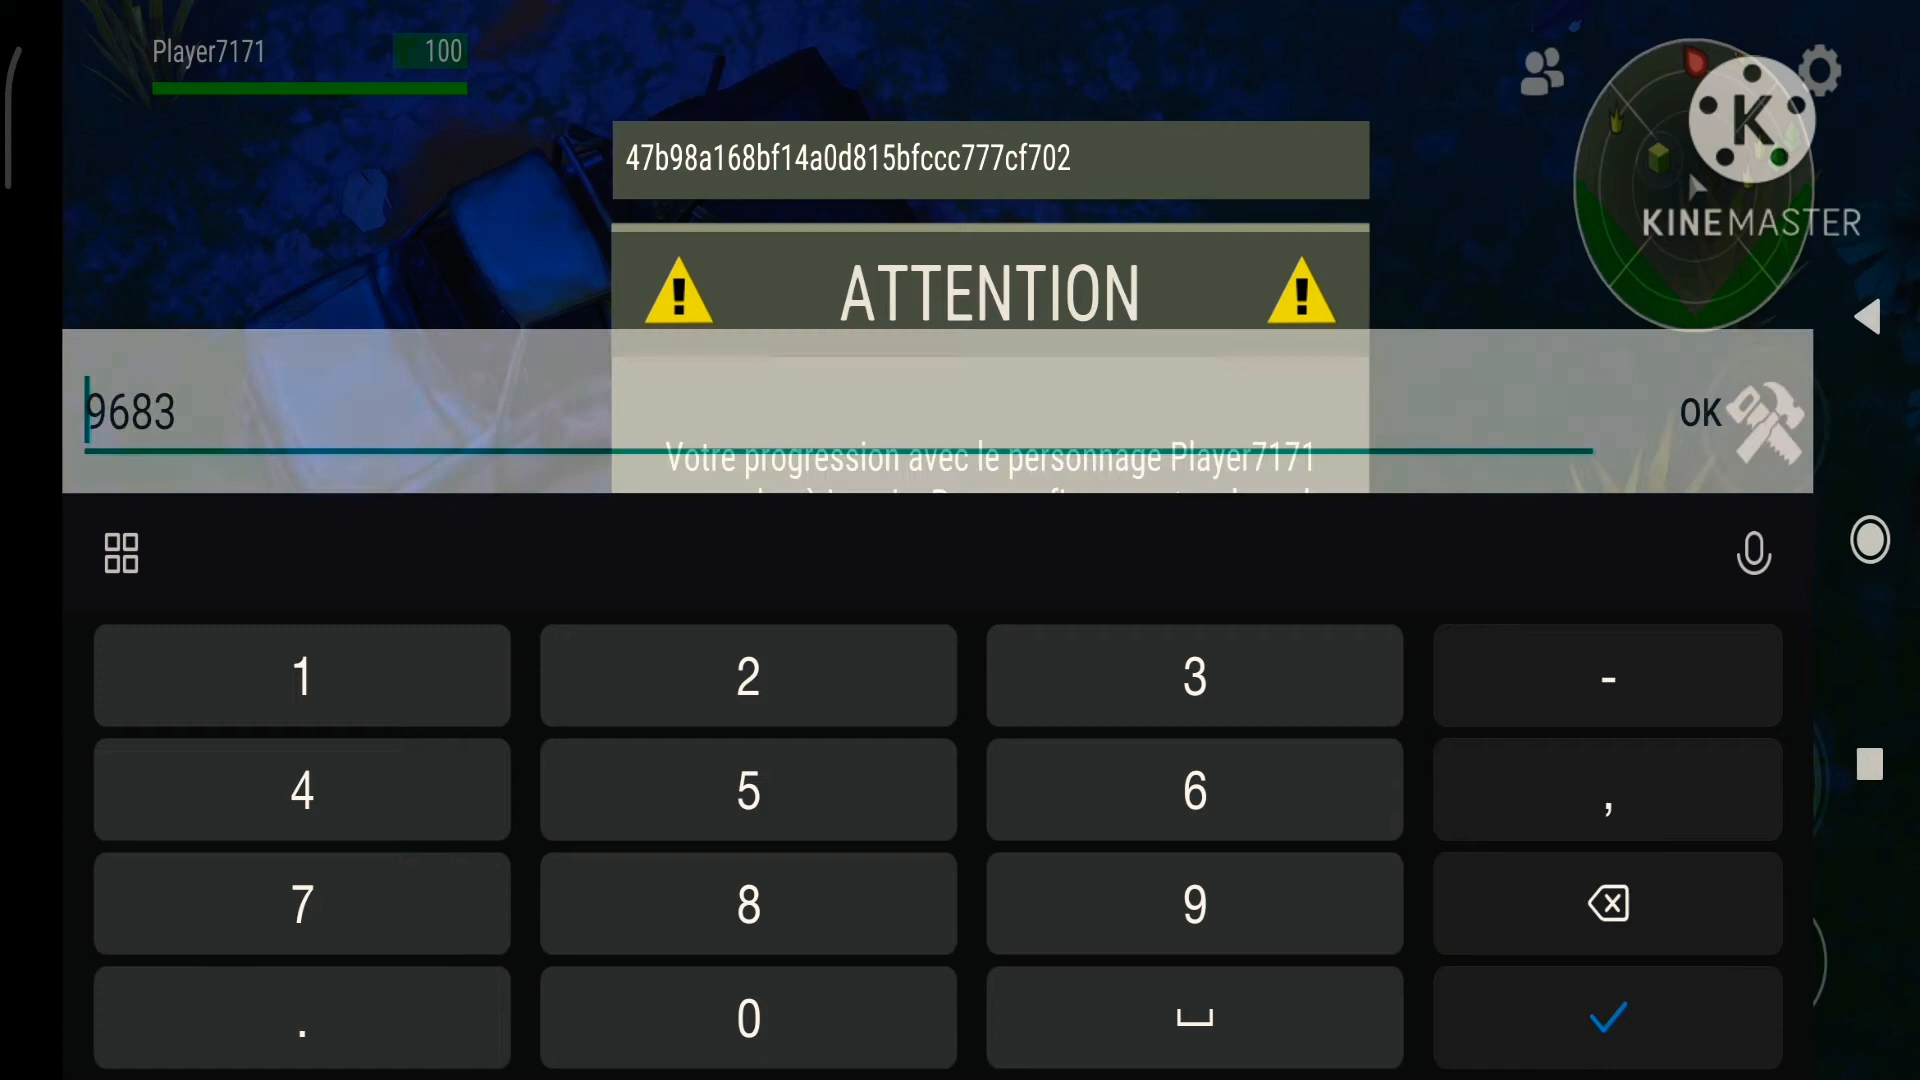 Player7171
100
47b98a168bf14a0d815bfccc777cf702
K
KINEMASTER
ATTENTION
9683
OK
Votre progression avec le personnage Player7171
1 2 3 -
4 5 6 ,
7 8 9
. 0